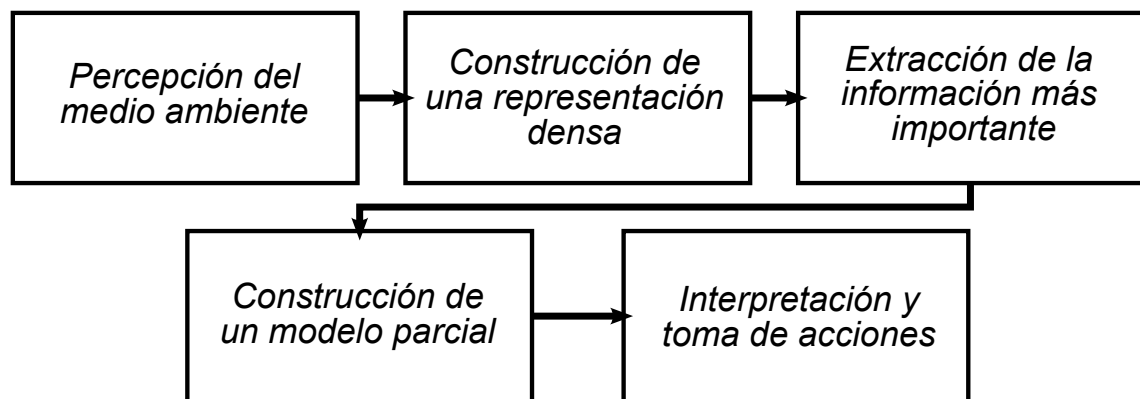 Percepción del
medio ambiente
Construcción de
una representación
densa
Extracción de la
información más
importante
Construcción de
un modelo parcial
Interpretación y
toma de acciones